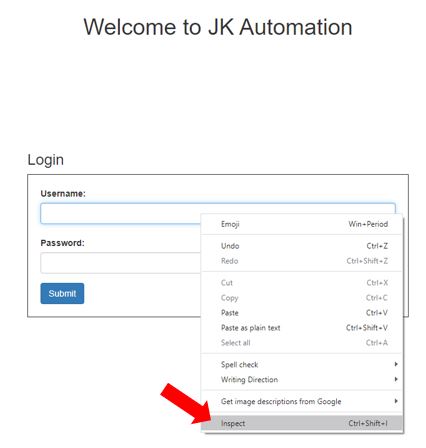 Welcome to JK Automation
Login
Username:
Password:
Submit
Emoji Win+Period
Undo Ctrl+Z
Redo Ctrl+Shift+Z
Cut Ctrl+X
Copy Ctrl+C
Paste Ctrl+V
Paste as plain text Ctrl+Shift+V
Select all Ctrl+A
Spell check
Writing Direction
Get image descriptions from Google
Inspect Ctrl+Shift+I